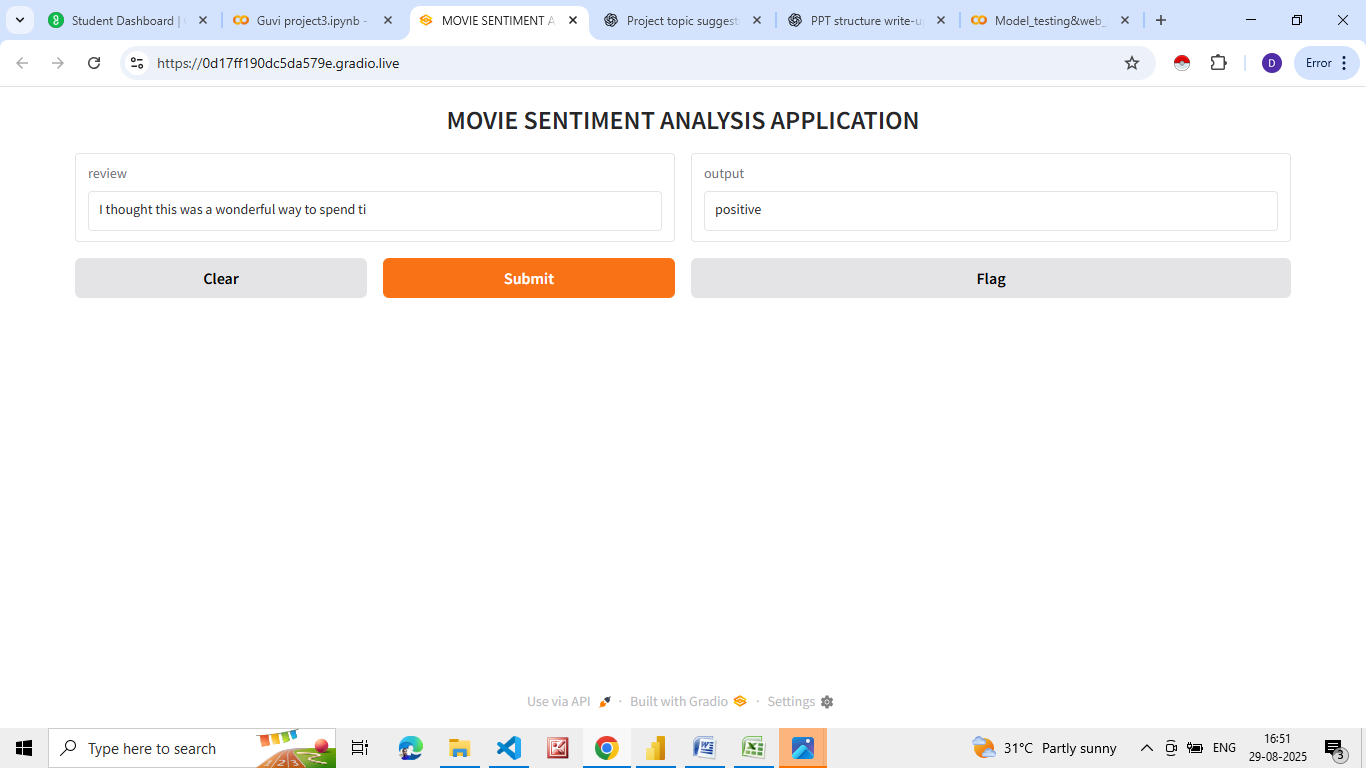 Student Dashboard |
Guvi project3.ipynb -
MOVIE SENTIMENT A
Project topic suggest
PPT structure write-u
Model_testing&web_
https://0d17ff190dc5da579e.gradio.live
D
Error
MOVIE SENTIMENT ANALYSIS APPLICATION
review
output
I thought this was a wonderful way to spend ti
positive
Clear
Submit
Flag
Use via API · Built with Gradio · Settings
Type here to search
31°C Partly sunny
ENG
16:51
29-08-2025
3